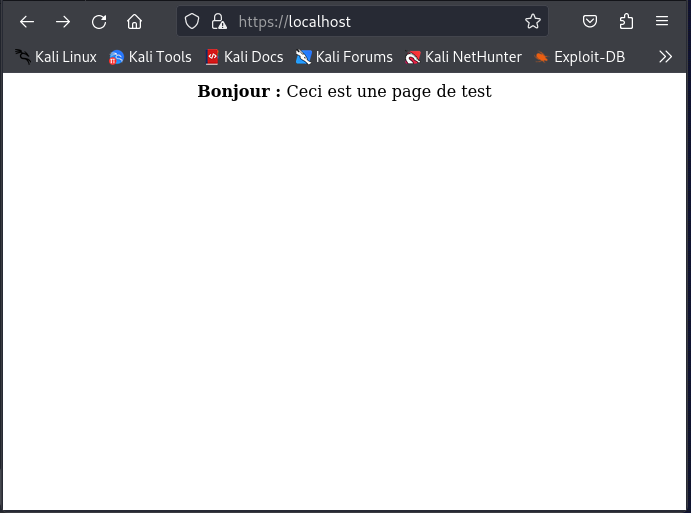 https://localhost
Kali Linux Kali Tools Kali Docs Kali Forums Kali NetHunter Exploit-DB
Bonjour : Ceci est une page de test